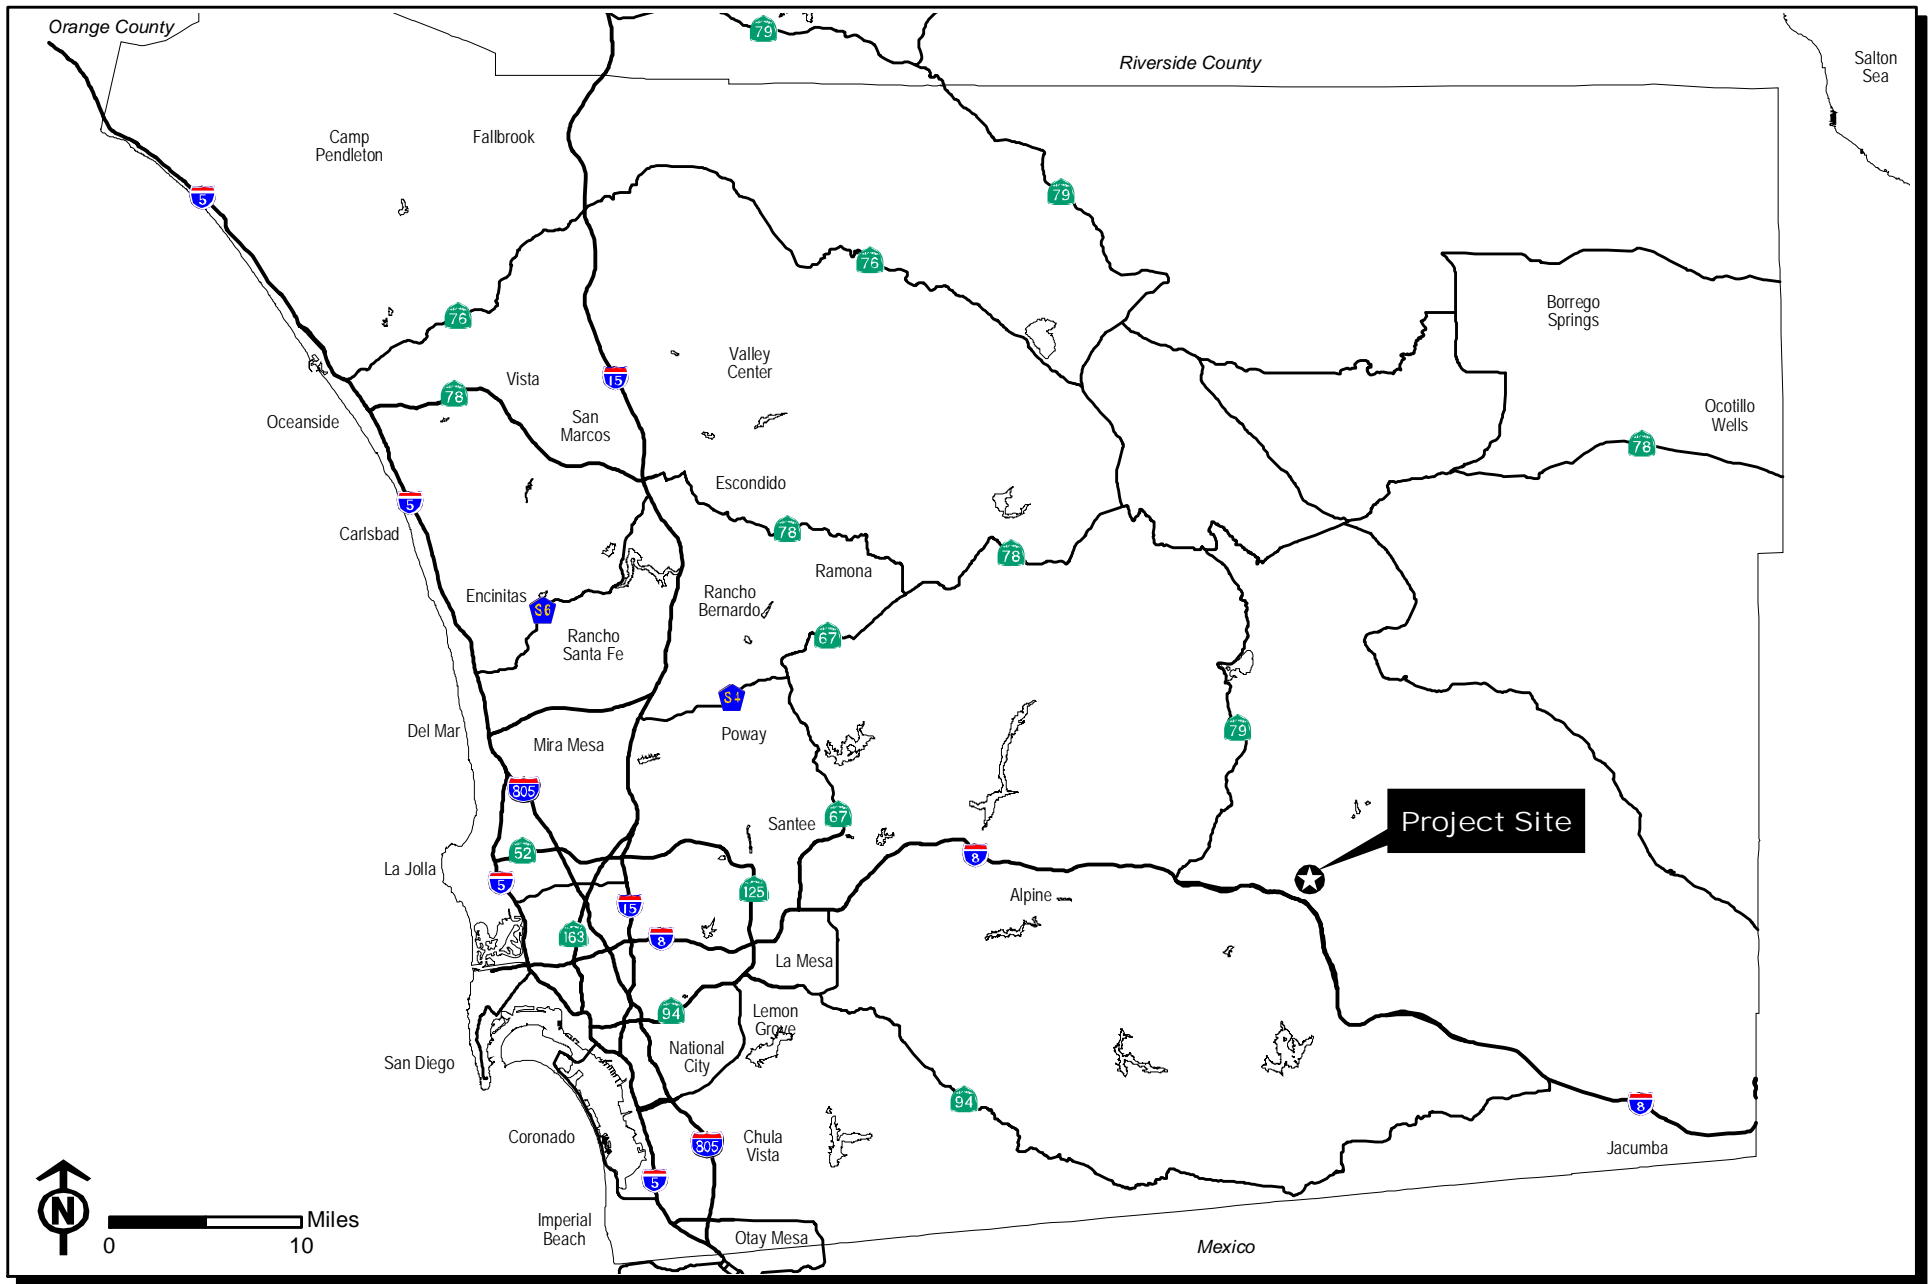 Orange County
79
Riverside County
Salton
Sea
Camp
Pendleton
Fallbrook
5
79
76
76
Borrego
Springs
Valley
Center
15
Vista
78
Oceanside
San
Marcos
Ocotillo
Wells
78
Escondido
5
Carlsbad
78
78
Ramona
Encinitas
S6
Rancho
Bernardo
Rancho
Santa Fe
67
S4
Del Mar
Mira Mesa
Poway
79
805
Santee
67
Project Site
52
La Jolla
5
8
125
Alpine
15
163
8
La Mesa
94
Lemon
Grove
San Diego
National
City
94
8
Coronado
805
Chula
Vista
Jacumba
5
N
Miles
0
10
Imperial
Beach
Otay Mesa
Mexico